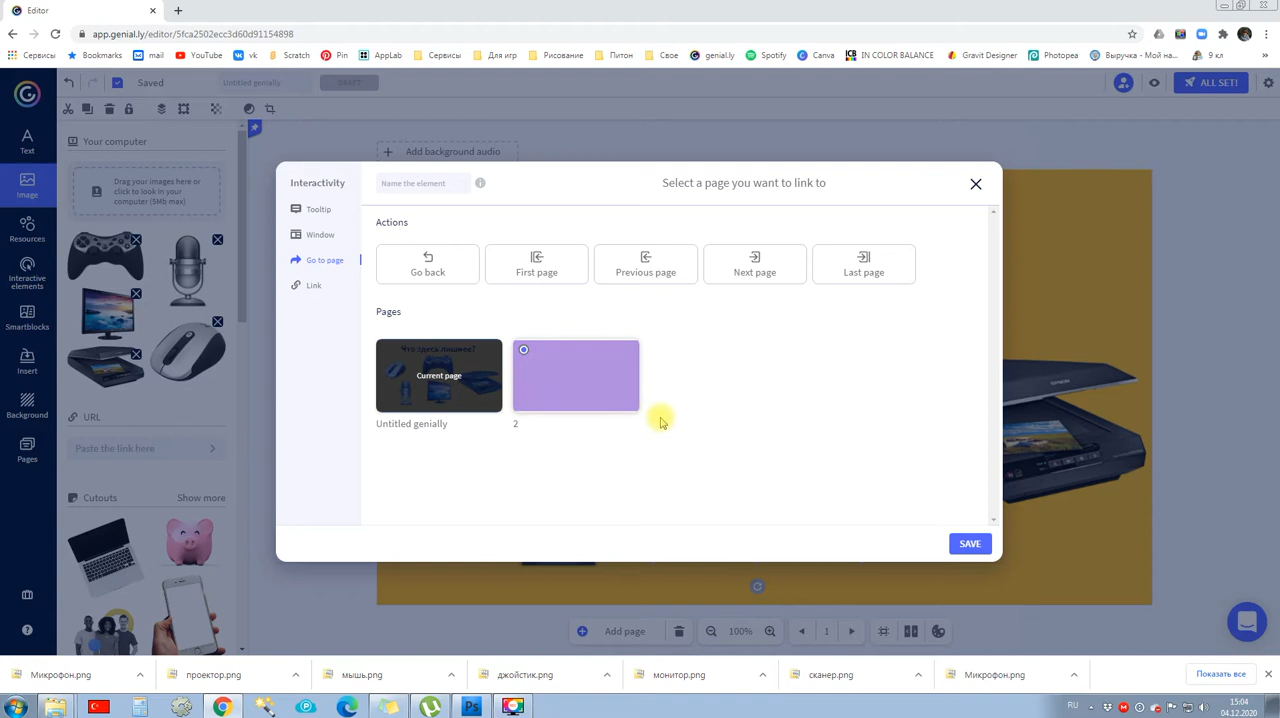 Editor
app.genial.ly/editor/5fca2502ecc3d60d91154898
Сервисы
Bookmarks
mail
YouTube
vk
Scratch
Pin
AppLab
Сервисы
Для игр
Рисование
Питон
Свое
genial.ly
Spotify
Canva
IN COLOR BALANCE
Gravit Designer
Photopea
Выручка - Мой на...
9 кл
»
Saved
Untitled genially
DRAFT
ALL SET!
Text
Image
Resources
Interactive
elements
Smartblocks
Insert
Background
Pages
Your computer
Drag your images here or
click to look in your
computer (5Mb max)
URL
Paste the link here
Cutouts
Show more
Add background audio
Interactivity
Name the element
Select a page you want to link to
Tooltip
Window
Go to page
Link
Actions
Go back
First page
Previous page
Next page
Last page
Pages
Что здесь лишнее?
Current page
Untitled genially
2
SAVE
EPSON
Add page
100%
1
Микрофон.png
проектор.png
мышь.png
джойстик.png
монитор.png
сканер.png
Микрофон.png
Показать все
RU
15:04
04.12.2020